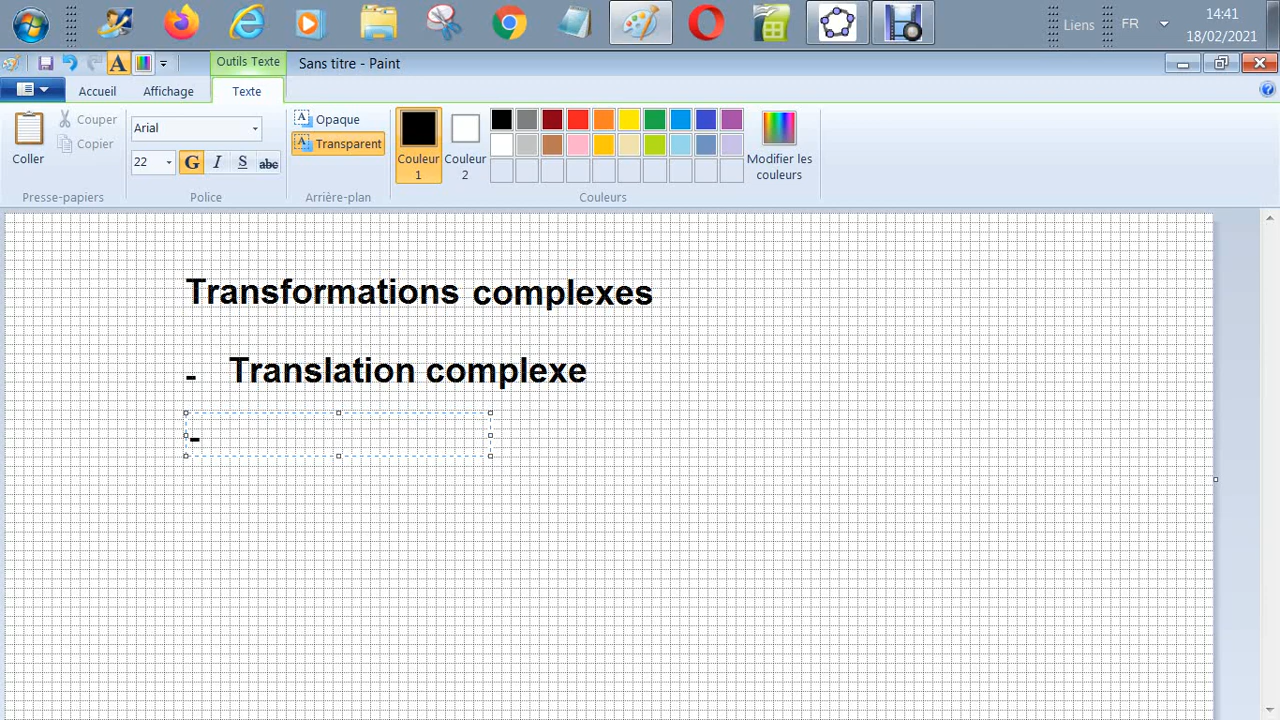 Liens
FR
14:41
18/02/2021
Outils Texte
Sans titre - Paint
Accueil
Affichage
Texte
Coller
Couper
Copier
Presse-papiers
Arial
22
G I S abc
Police
Opaque
Transparent
Arrière-plan
Couleur
1
Couleur
2
Modifier les
couleurs
Couleurs
Transformations complexes
- Translation complexe
-